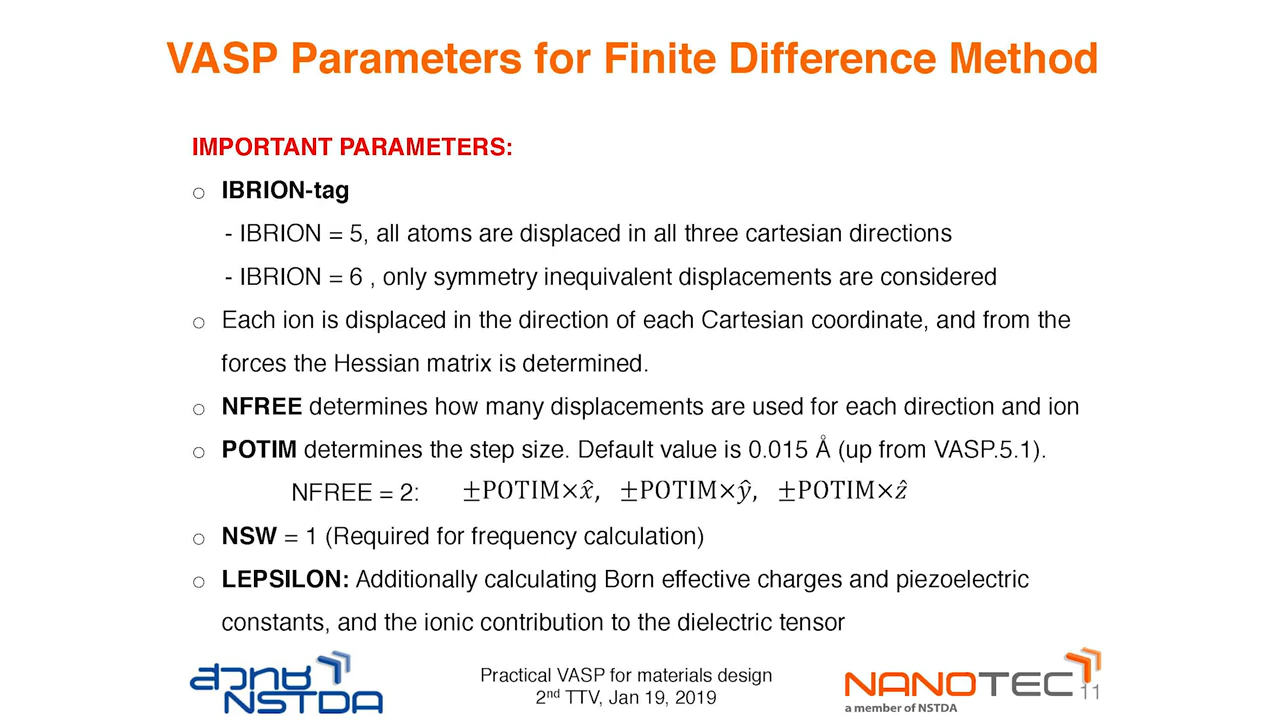 VASP Parameters for Finite Difference Method
IMPORTANT PARAMETERS:
○ IBRION-tag
- IBRION = 5, all atoms are displaced in all three cartesian directions
- IBRION = 6 , only symmetry inequivalent displacements are considered
○ Each ion is displaced in the direction of each Cartesian coordinate, and from the
forces the Hessian matrix is determined.
○ NFREE determines how many displacements are used for each direction and ion
○ POTIM determines the step size. Default value is 0.015 Å (up from VASP.5.1).
NFREE = 2: ±POTIM×x̂, ±POTIM×ŷ, ±POTIM×ẑ
○ NSW = 1 (Required for frequency calculation)
○ LEPSILON: Additionally calculating Born effective charges and piezoelectric
constants, and the ionic contribution to the dielectric tensor
สวทช
NSTDA
Practical VASP for materials design
2nd TTV, Jan 19, 2019
NANOTEC
a member of NSTDA
11